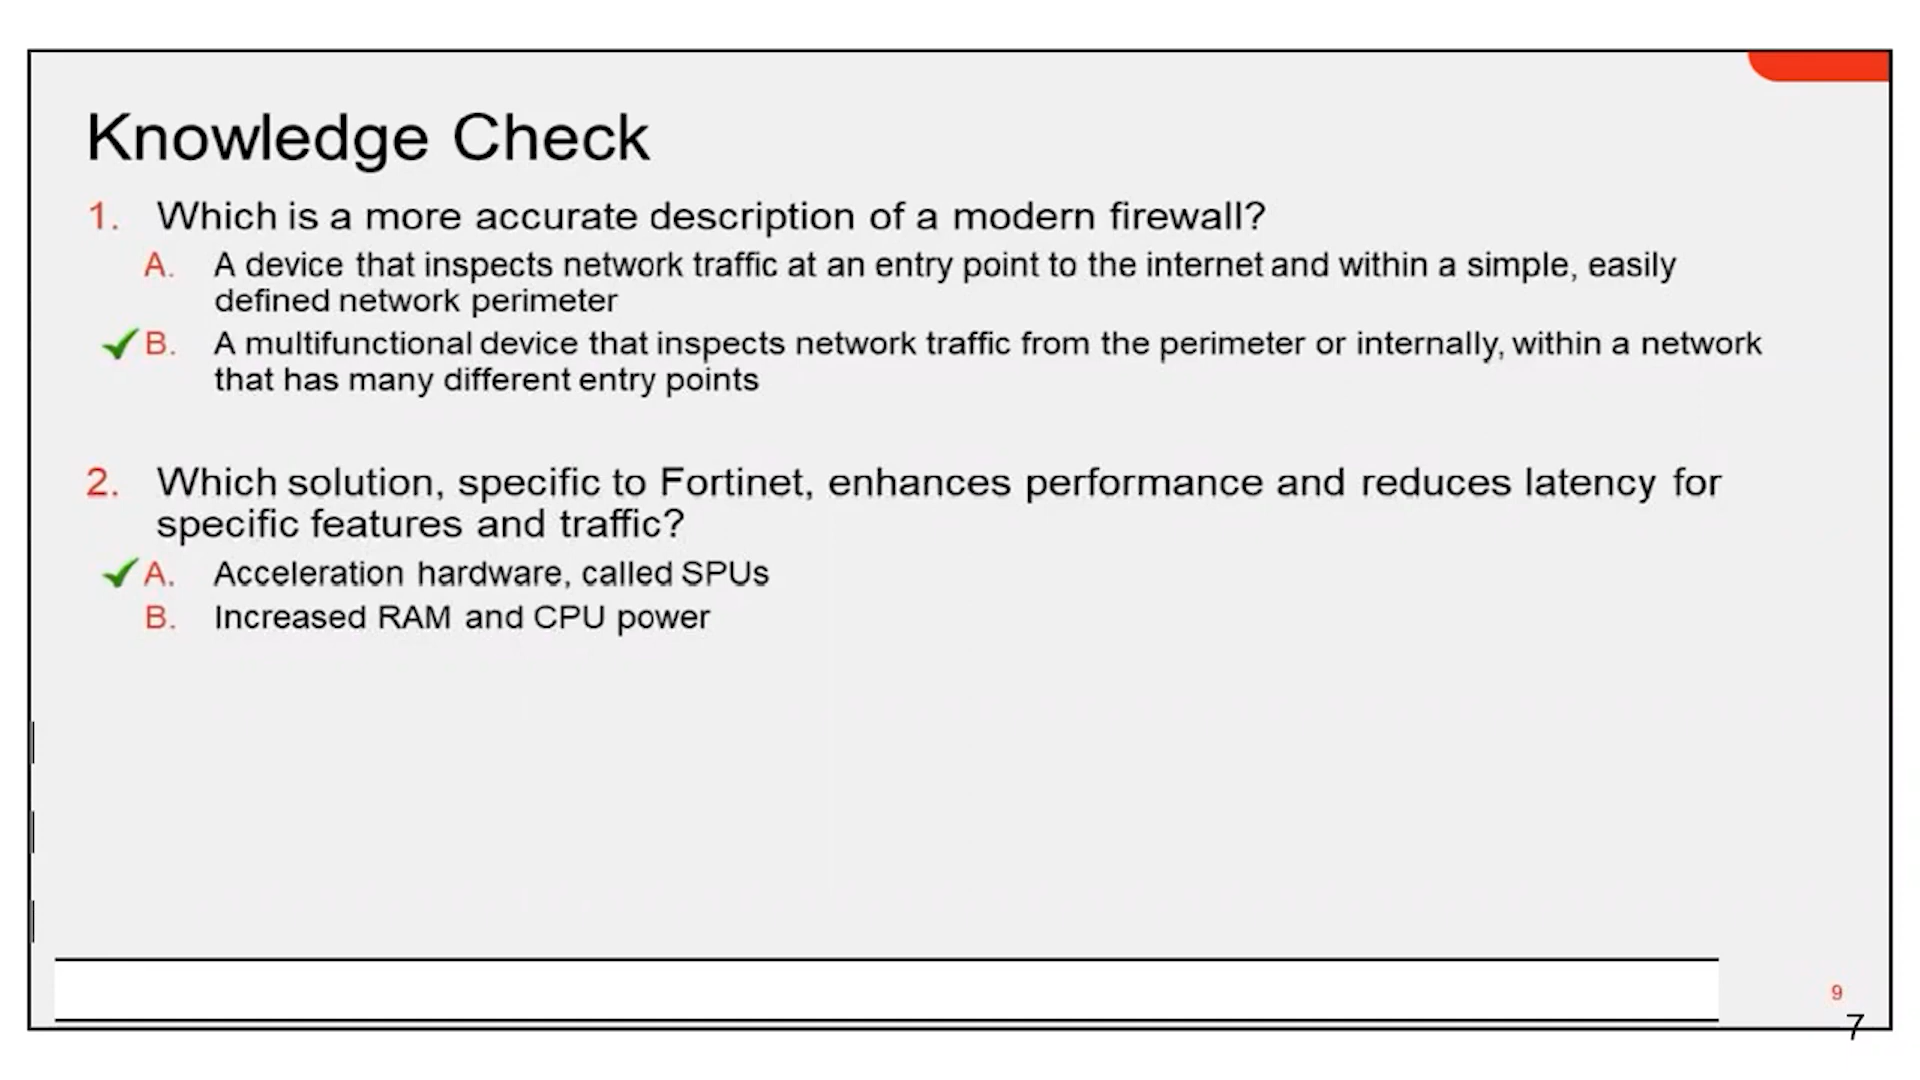 Knowledge Check
1. Which is a more accurate description of a modern firewall?
A. A device that inspects network traffic at an entry point to the internet and within a simple, easily
defined network perimeter
B. A multifunctional device that inspects network traffic from the perimeter or internally, within a network
that has many different entry points
2. Which solution, specific to Fortinet, enhances performance and reduces latency for
specific features and traffic?
A. Acceleration hardware, called SPUs
B. Increased RAM and CPU power
9
7